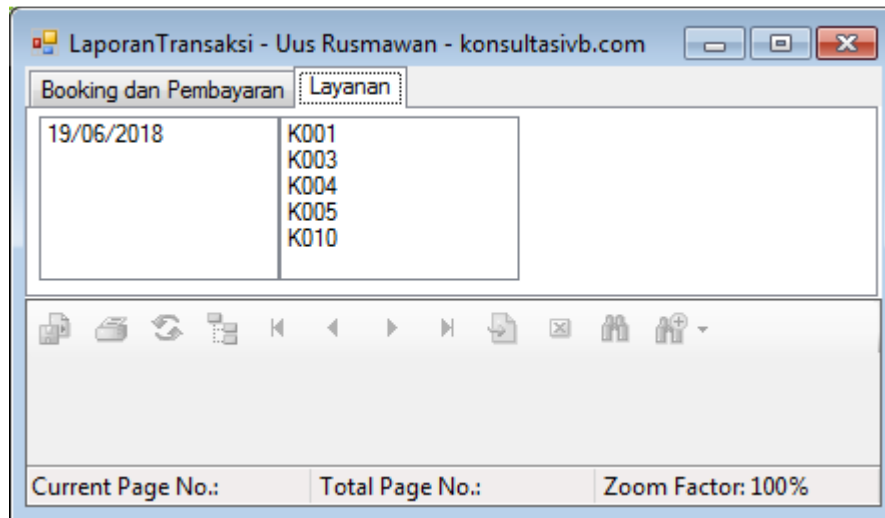 LaporanTransaksi - Uus Rusmawan - konsultasivb.com
Booking dan Pembayaran Layanan
19/06/2018
K001
K003
K004
K005
K010
Current Page No.: Total Page No.: Zoom Factor: 100%